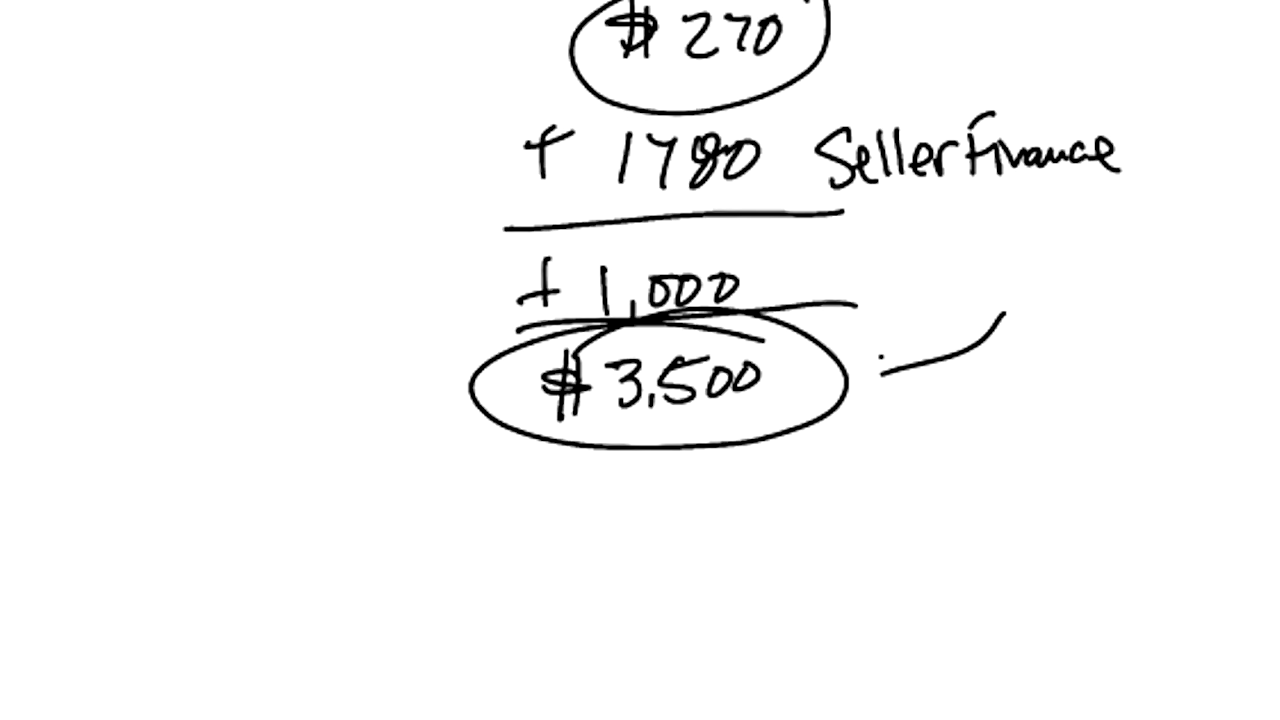 $ 270
+ 1780 Seller Finance
+ 1,000
$ 3,500